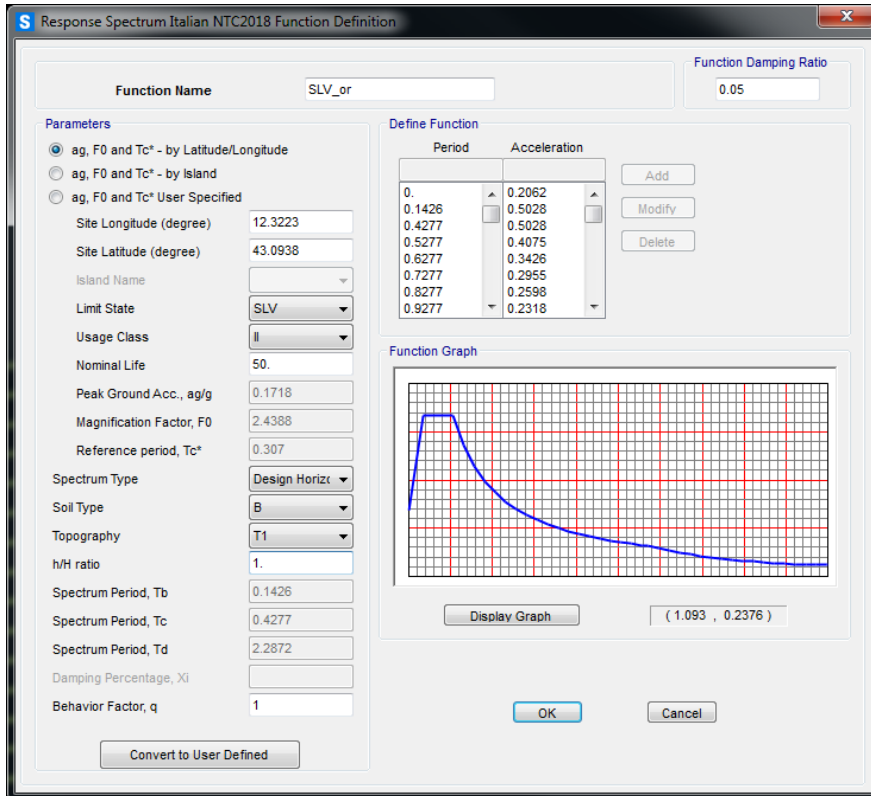 S Response Spectrum Italian NTC2018 Function Definition
Function Name
SLV_or
Function Damping Ratio
0.05
Parameters
ag, F0 and Tc* - by Latitude/Longitude
ag, F0 and Tc* - by Island
ag, F0 and Tc* User Specified
Site Longitude (degree) 12.3223
Site Latitude (degree) 43.0938
Island Name
Limit State SLV
Usage Class II
Nominal Life 50.
Peak Ground Acc., ag/g 0.1718
Magnification Factor, F0 2.4388
Reference period, Tc* 0.307
Spectrum Type Design Horizc
Soil Type B
Topography T1
h/H ratio 1.
Spectrum Period, Tb 0.1426
Spectrum Period, Tc 0.4277
Spectrum Period, Td 2.2872
Damping Percentage, Xi
Behavior Factor, q 1
Convert to User Defined
Define Function
Period Acceleration
0. 0.2062
0.1426 0.5028
0.4277 0.5028
0.5277 0.4075
0.6277 0.3426
0.7277 0.2955
0.8277 0.2598
0.9277 0.2318
Add
Modify
Delete
Function Graph
Display Graph
( 1.093 , 0.2376 )
OK
Cancel